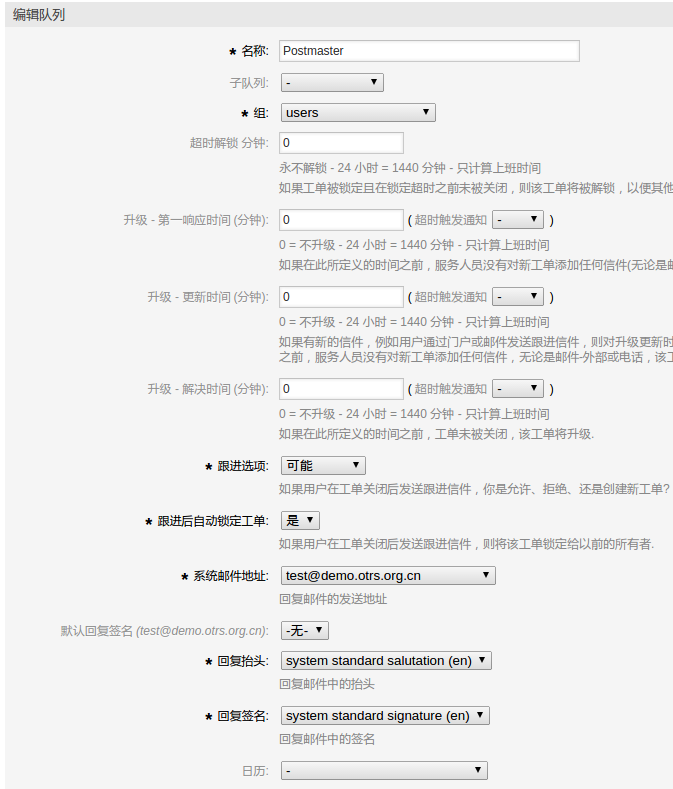 编辑队列
* 名称: Postmaster
子队列: -
* 组: users
超时解锁 分钟: 0
永不解锁 - 24 小时 = 1440 分钟 - 只计算上班时间
如果工单被锁定且在锁定超时之前未被关闭，则该工单将被解锁，以便其他
升级 - 第一响应时间 (分钟): 0 ( 超时触发通知 - )
0 = 不升级 - 24 小时 = 1440 分钟 - 只计算上班时间
如果在此所定义的时间之前，服务人员没有对新工单添加任何信件(无论是邮
升级 - 更新时间 (分钟): 0 ( 超时触发通知 - )
0 = 不升级 - 24 小时 = 1440 分钟 - 只计算上班时间
如果有新的信件，例如用户通过门户或邮件发送跟进信件，则对升级更新时
之前，服务人员没有对新工单添加任何信件，无论是邮件-外部或电话，该工
升级 - 解决时间 (分钟): 0 ( 超时触发通知 - )
0 = 不升级 - 24 小时 = 1440 分钟 - 只计算上班时间
如果在此所定义的时间之前，工单未被关闭，该工单将升级.
* 跟进选项: 可能
如果用户在工单关闭后发送跟进信件，你是允许、拒绝、还是创建新工单?
* 跟进后自动锁定工单: 是
如果用户在工单关闭后发送跟进信件，则将该工单锁定给以前的所有者.
* 系统邮件地址: test@demo.otrs.org.cn
回复邮件的发送地址
默认回复签名 (test@demo.otrs.org.cn): -无-
* 回复抬头: system standard salutation (en)
回复邮件中的抬头
* 回复签名: system standard signature (en)
回复邮件中的签名
日历: -